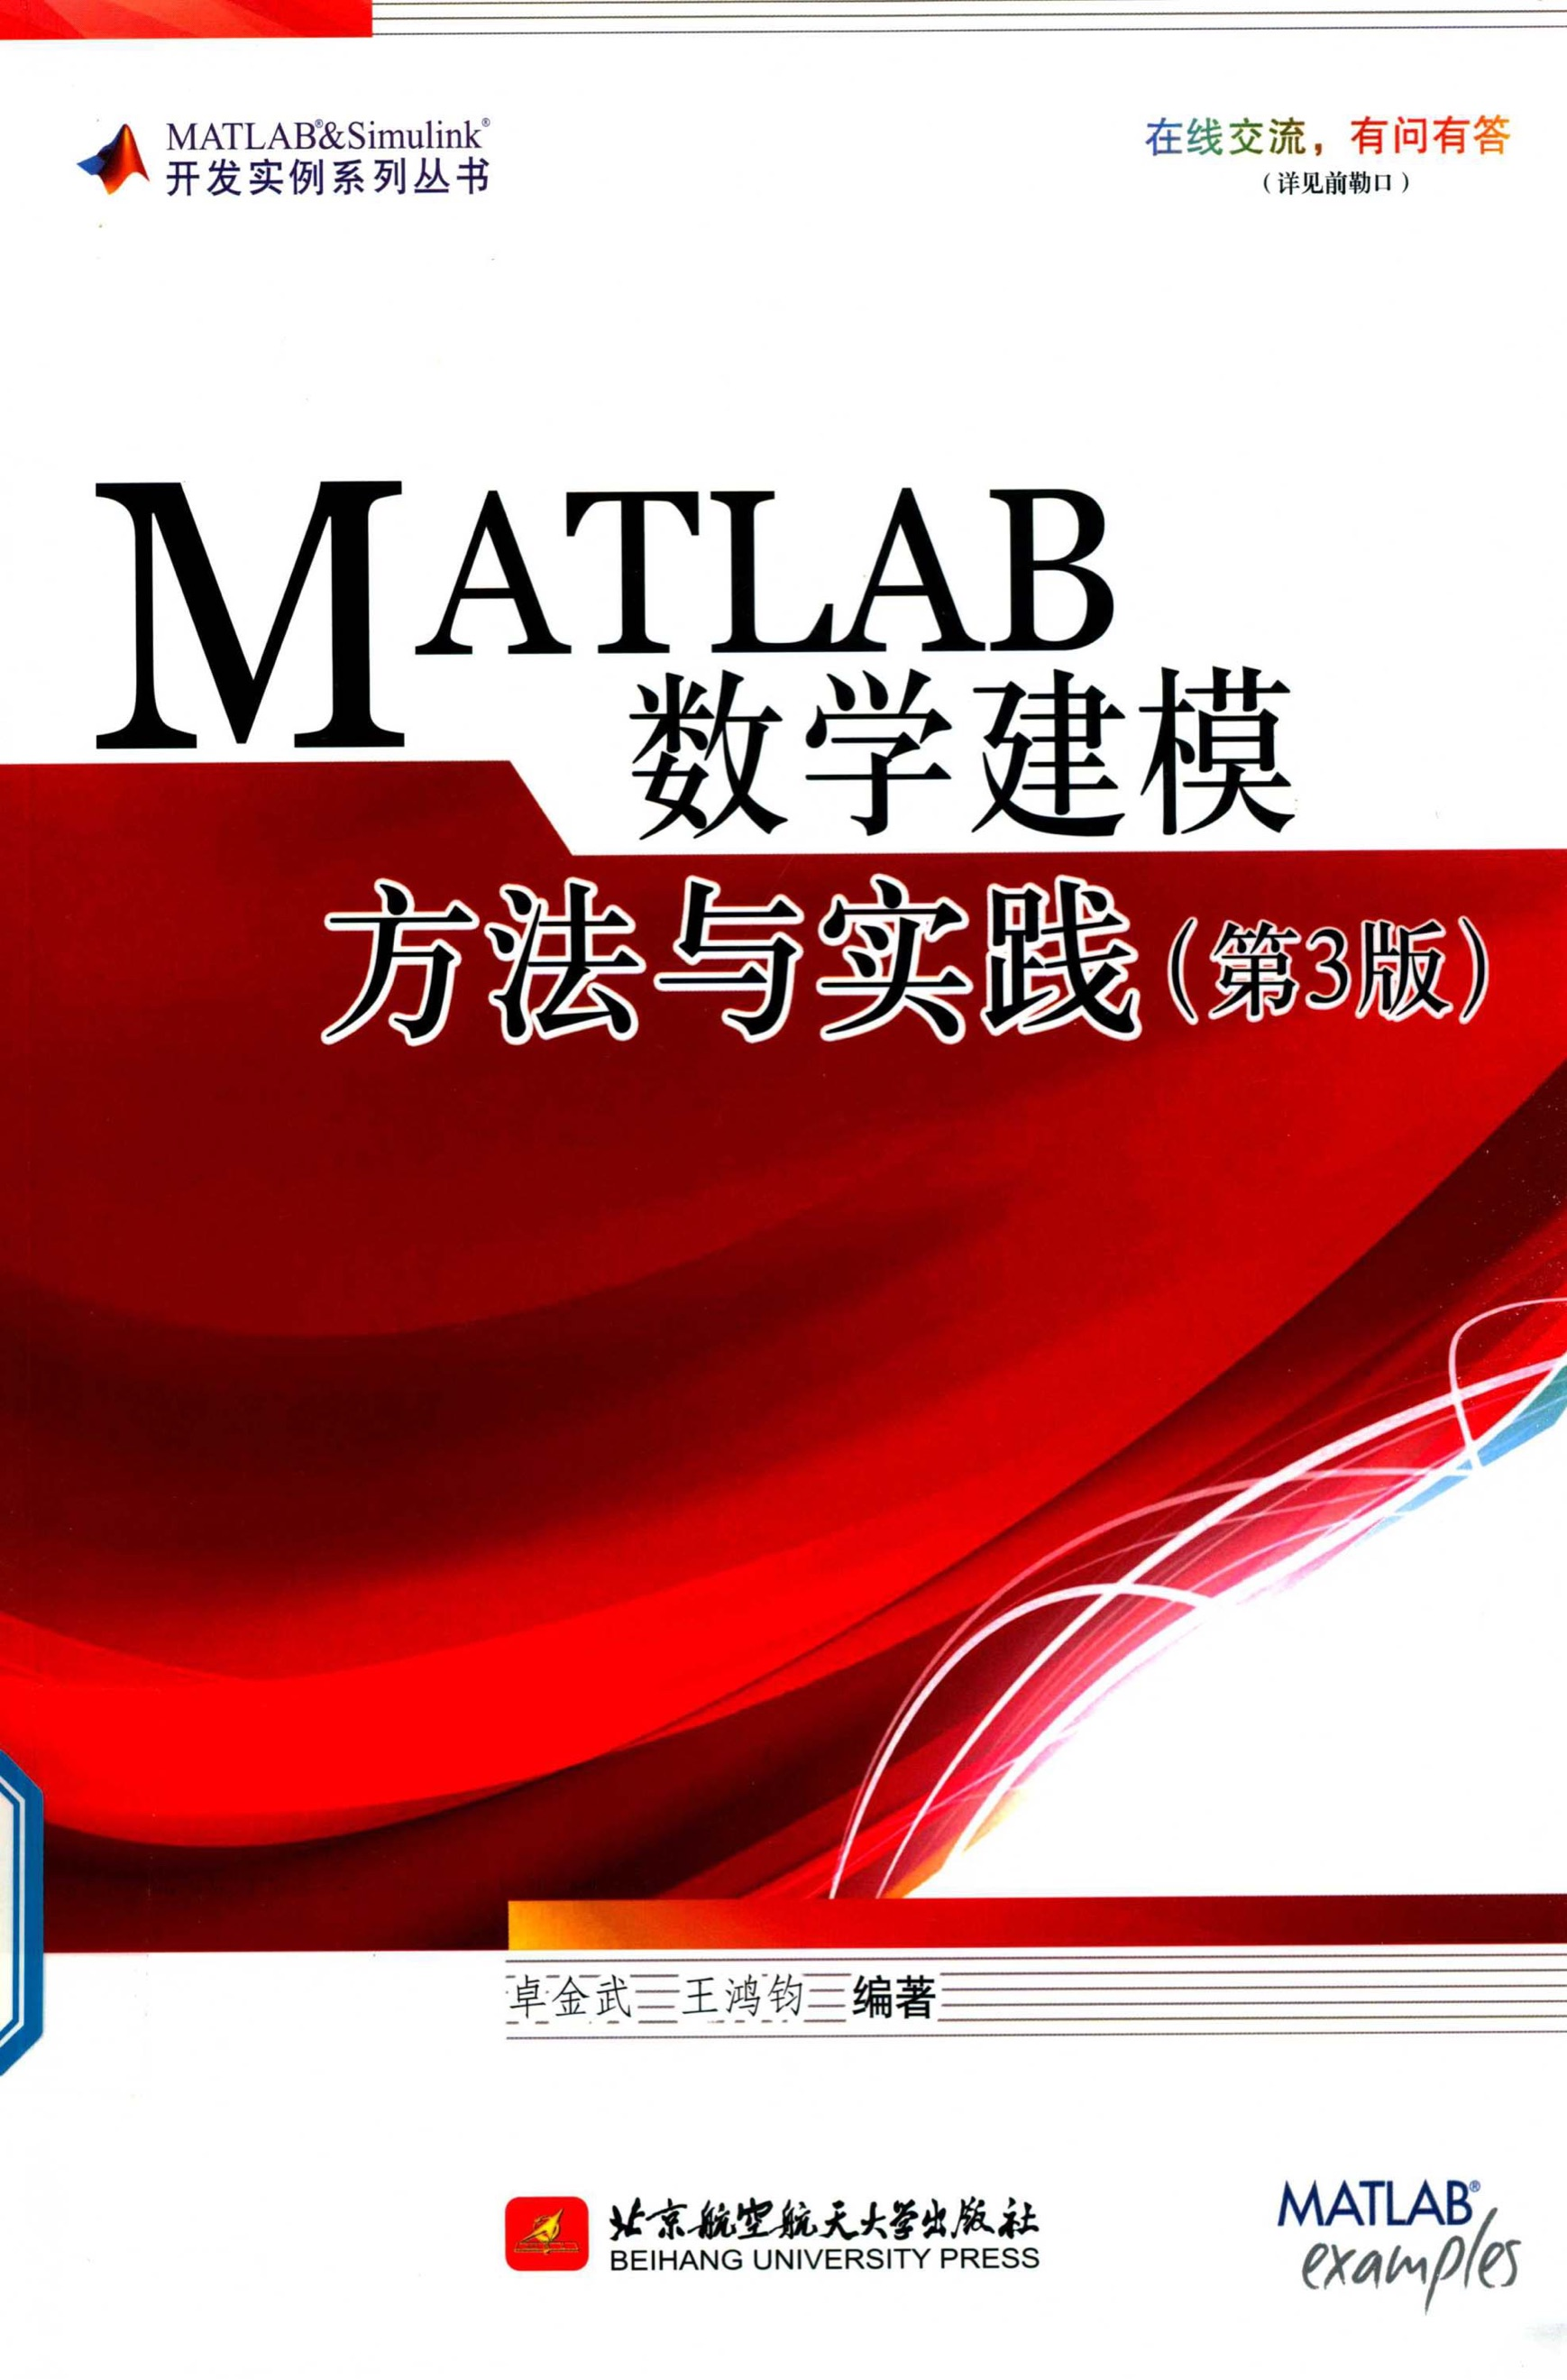 MATLAB®&Simulink®
开发实例系列丛书
在线交流，有问有答
（详见前勒口）
MATLAB
数学建模
方法与实践（第3版）
卓金武 王鸿钧 编著
北京航空航天大学出版社
BEIHANG UNIVERSITY PRESS
MATLAB®
examples